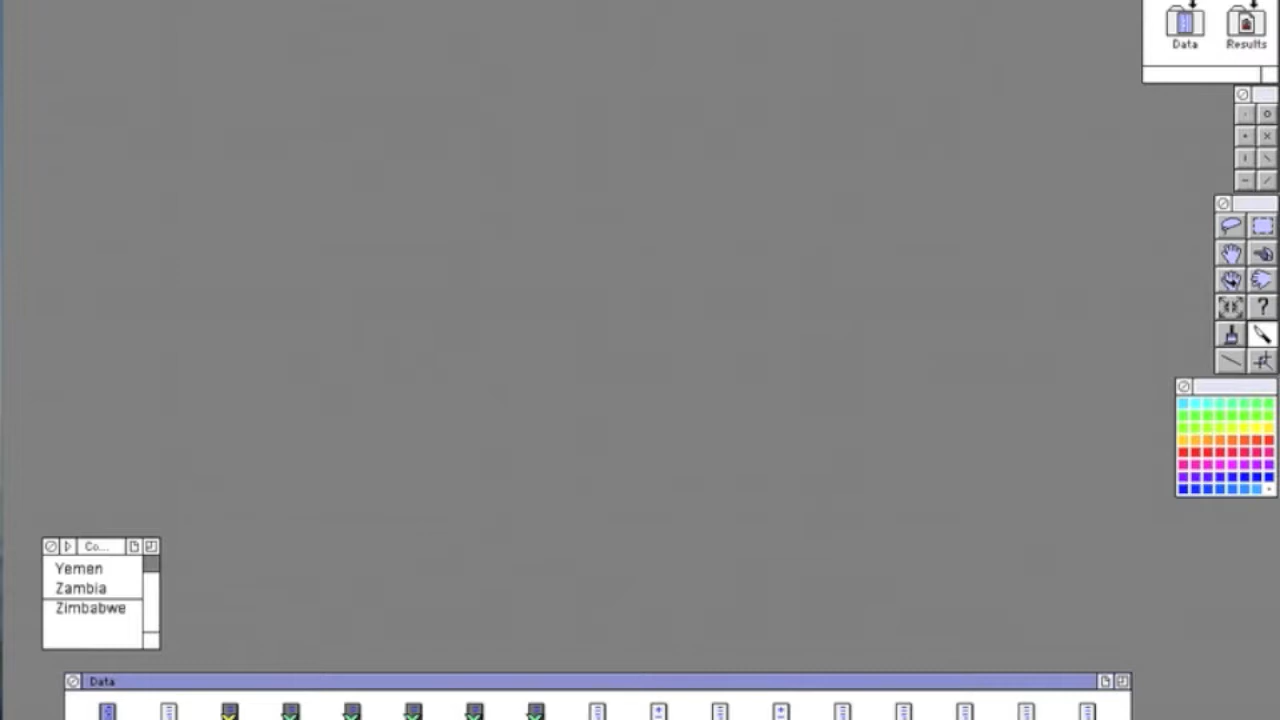 Data
Results
Co...
Yemen
Zambia
Zimbabwe
Data